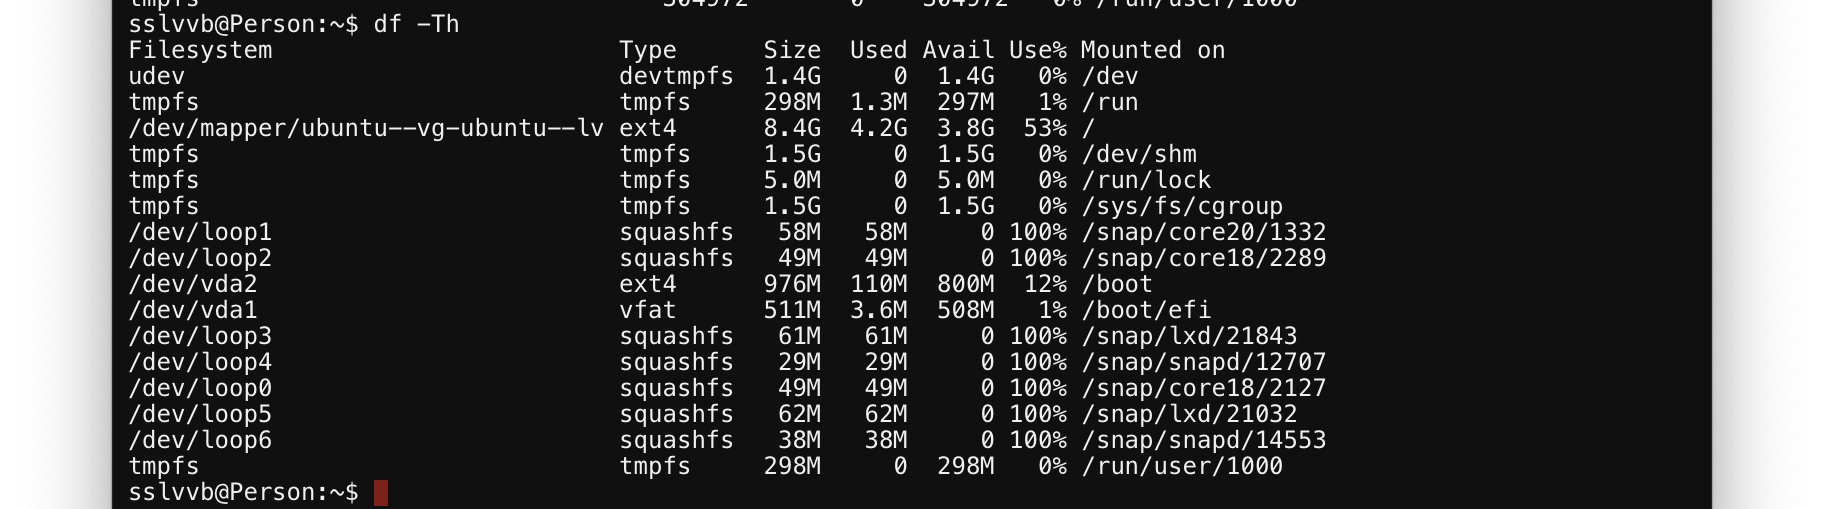 tmpfs 304972 0 304972 0% /run/user/1000
sslvvb@Person:~$ df -Th
Filesystem Type Size Used Avail Use% Mounted on
udev devtmpfs 1.4G 0 1.4G 0% /dev
tmpfs tmpfs 298M 1.3M 297M 1% /run
/dev/mapper/ubuntu--vg-ubuntu--lv ext4 8.4G 4.2G 3.8G 53% /
tmpfs tmpfs 1.5G 0 1.5G 0% /dev/shm
tmpfs tmpfs 5.0M 0 5.0M 0% /run/lock
tmpfs tmpfs 1.5G 0 1.5G 0% /sys/fs/cgroup
/dev/loop1 squashfs 58M 58M 0 100% /snap/core20/1332
/dev/loop2 squashfs 49M 49M 0 100% /snap/core18/2289
/dev/vda2 ext4 976M 110M 800M 12% /boot
/dev/vda1 vfat 511M 3.6M 508M 1% /boot/efi
/dev/loop3 squashfs 61M 61M 0 100% /snap/lxd/21843
/dev/loop4 squashfs 29M 29M 0 100% /snap/snapd/12707
/dev/loop0 squashfs 49M 49M 0 100% /snap/core18/2127
/dev/loop5 squashfs 62M 62M 0 100% /snap/lxd/21032
/dev/loop6 squashfs 38M 38M 0 100% /snap/snapd/14553
tmpfs tmpfs 298M 0 298M 0% /run/user/1000
sslvvb@Person:~$